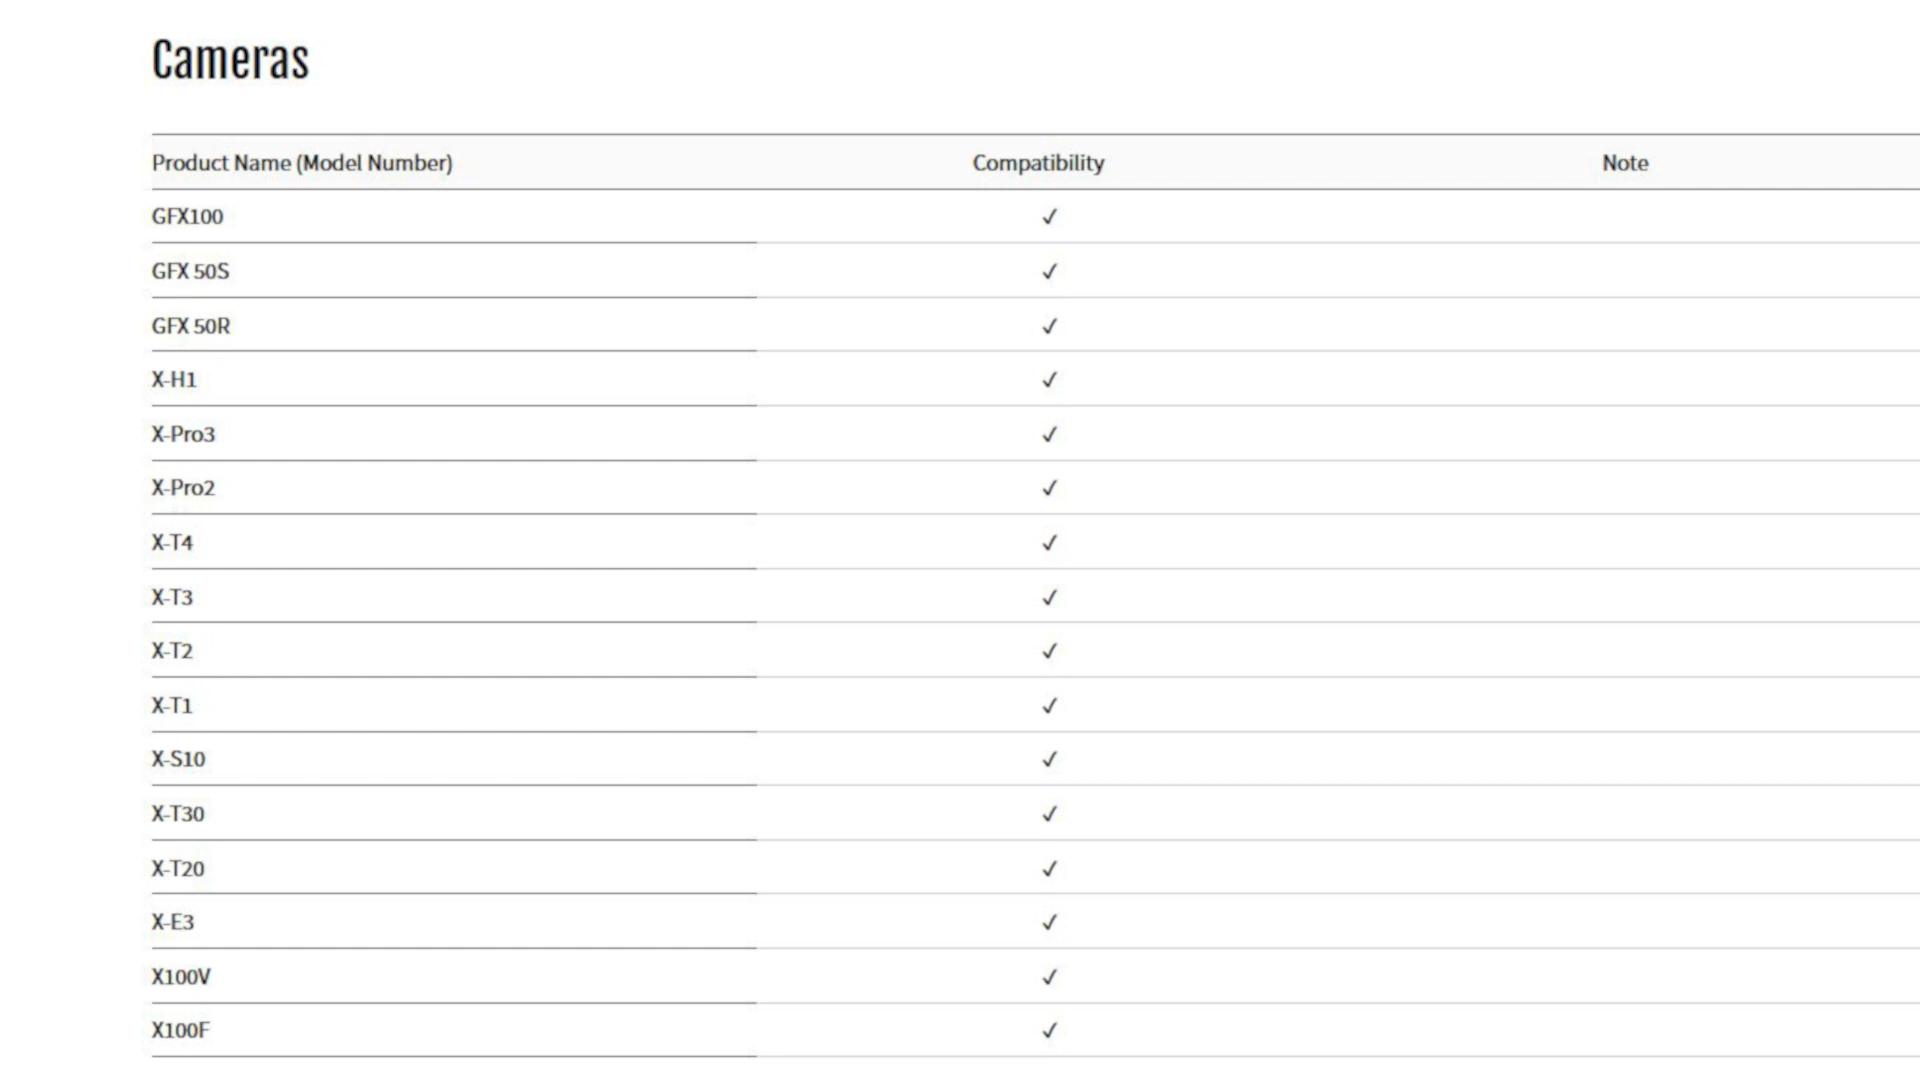 Cameras
Product Name (Model Number) Compatibility Note
GFX100 ✓
GFX 50S ✓
GFX 50R ✓
X-H1 ✓
X-Pro3 ✓
X-Pro2 ✓
X-T4 ✓
X-T3 ✓
X-T2 ✓
X-T1 ✓
X-S10 ✓
X-T30 ✓
X-T20 ✓
X-E3 ✓
X100V ✓
X100F ✓